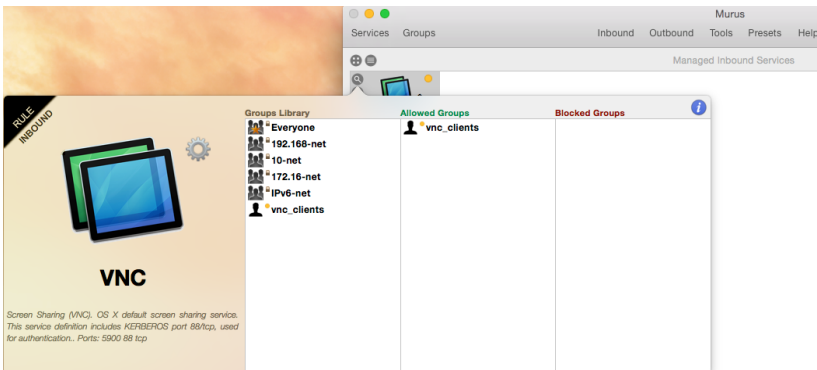 Murus
Services Groups Inbound Outbound Tools Presets Help
Managed Inbound Services
RULE
INBOUND
Groups Library Allowed Groups Blocked Groups
Everyone vnc_clients
192.168-net
10-net
172.16-net
IPv6-net
vnc_clients
VNC
Screen Sharing (VNC). OS X default screen sharing service.
This service definition includes KERBEROS port 88/tcp, used
for authentication.. Ports: 5900 88 tcp